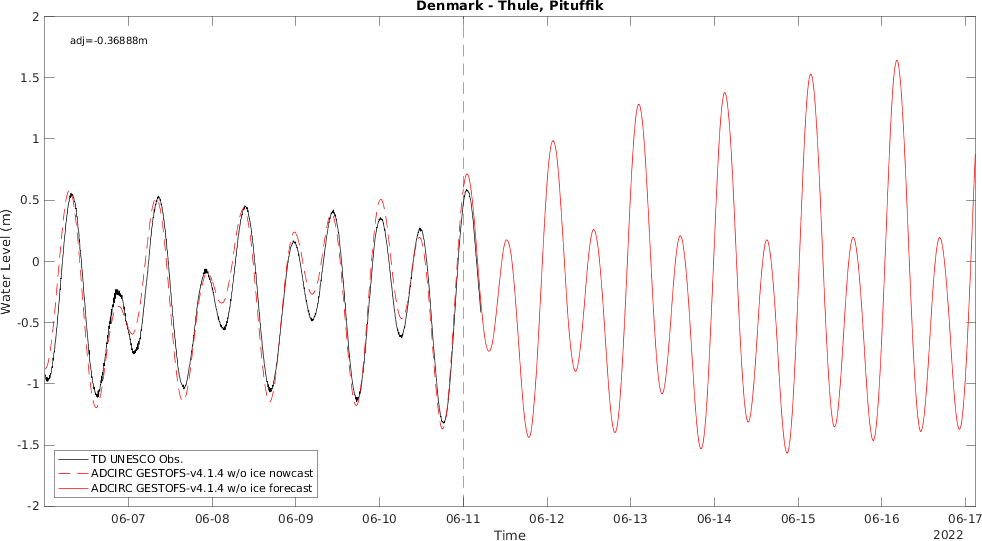 Denmark - Thule, Pituffik
adj=-0.36888m
2
1.5
1
0.5
0
-0.5
-1
-1.5
-2
Water Level (m)
TD UNESCO Obs.
ADCIRC GESTOFS-v4.1.4 w/o ice nowcast
ADCIRC GESTOFS-v4.1.4 w/o ice forecast
06-07 06-08 06-09 06-10 06-11 06-12 06-13 06-14 06-15 06-16 06-17
Time
2022